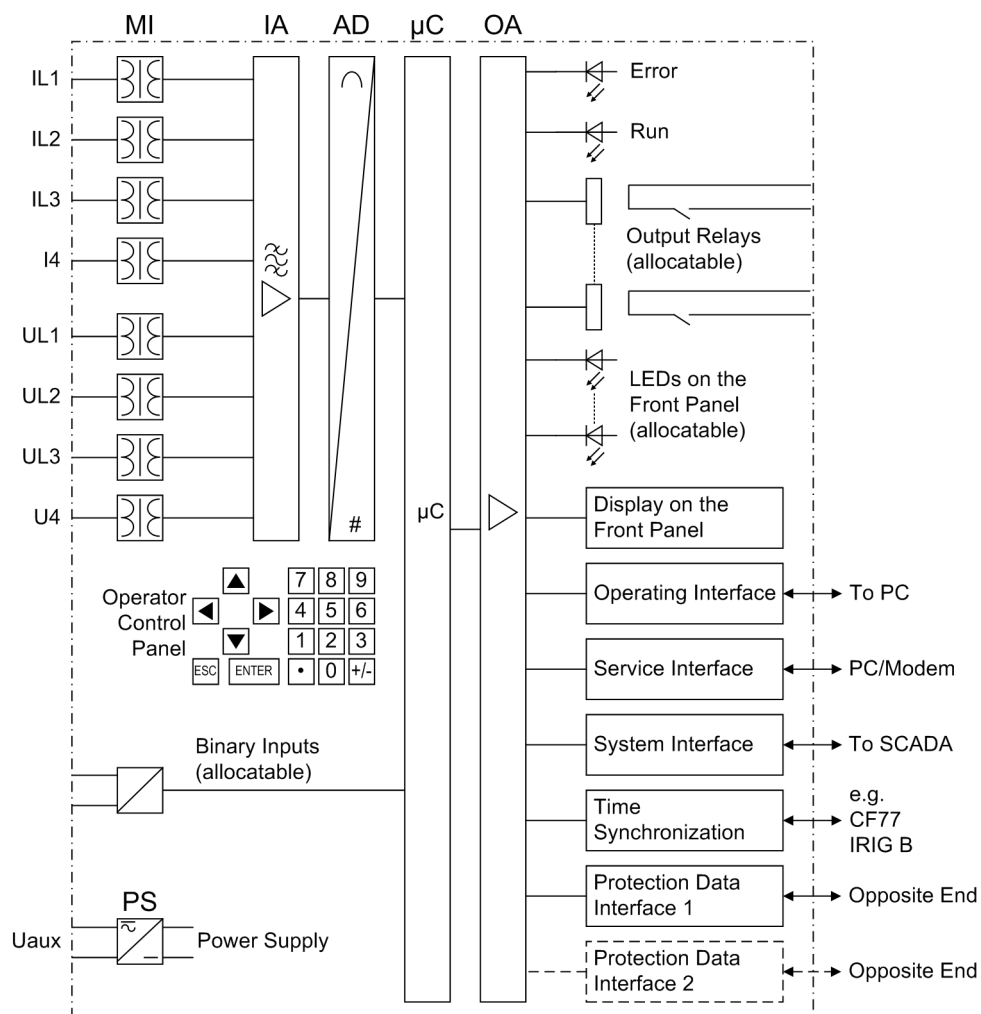 MI IA AD µC OA
IL1
IL2
IL3
I4
UL1
UL2
UL3
U4
#
µC
Error
Run
Output Relays
(allocatable)
LEDs on the
Front Panel
(allocatable)
Display on the
Front Panel
Operating Interface
To PC
Service Interface
PC/Modem
System Interface
To SCADA
Time
Synchronization
e.g.
CF77
IRIG B
Protection Data
Interface 1
Opposite End
Protection Data
Interface 2
Opposite End
Operator
Control
Panel
7 8 9
4 5 6
1 2 3
ESC ENTER • 0 +/-
Binary Inputs
(allocatable)
PS
Uaux
Power Supply